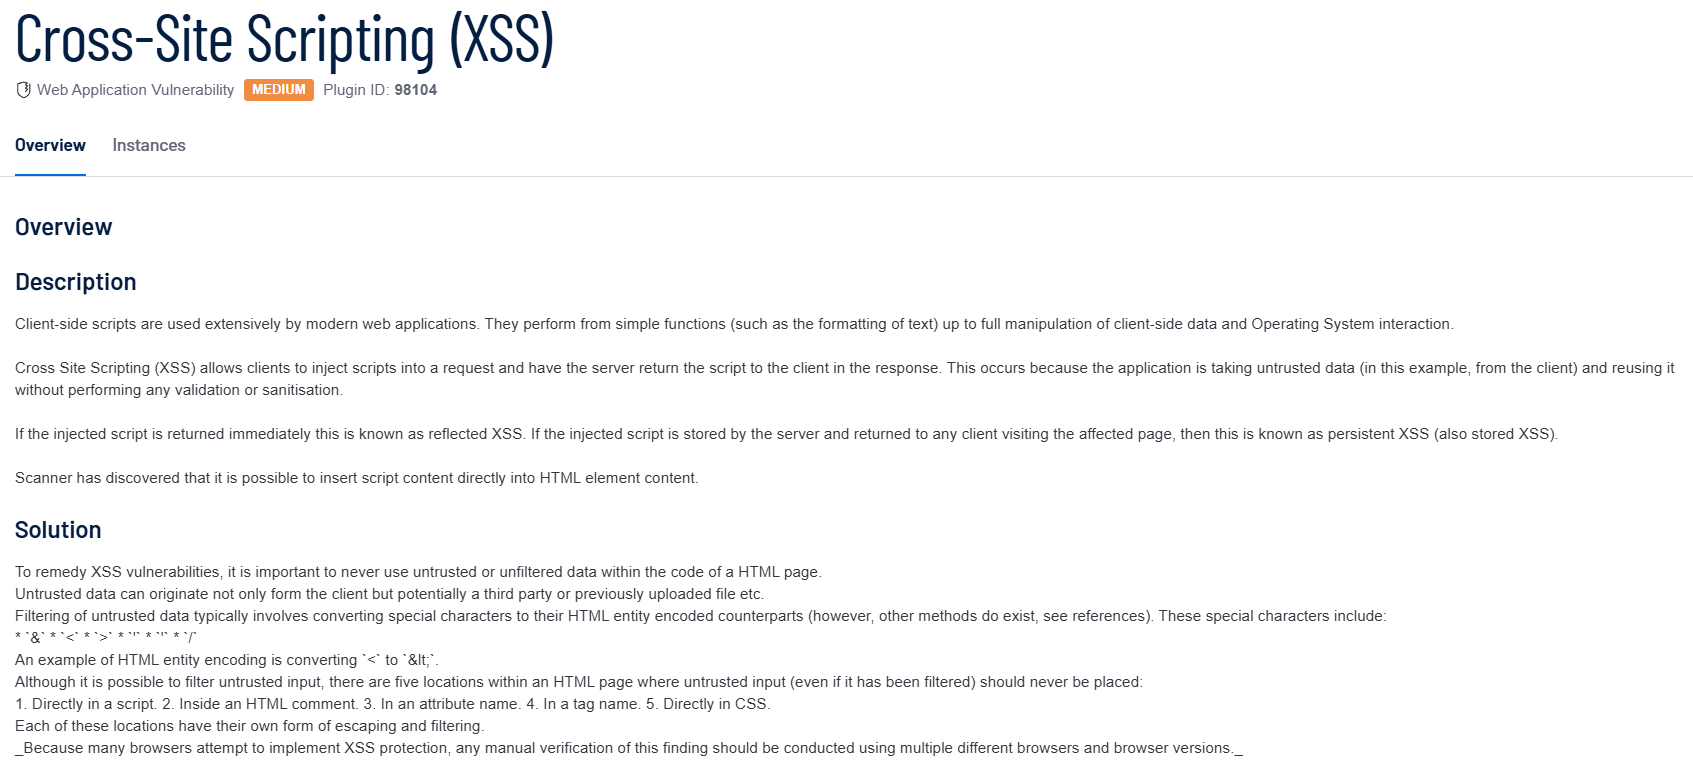 Cross-Site Scripting (XSS)
Web Application Vulnerability MEDIUM Plugin ID: 98104
Overview Instances
Overview
Description
Client-side scripts are used extensively by modern web applications. They perform from simple functions (such as the formatting of text) up to full manipulation of client-side data and Operating System interaction.
Cross Site Scripting (XSS) allows clients to inject scripts into a request and have the server return the script to the client in the response. This occurs because the application is taking untrusted data (in this example, from the client) and reusing it
without performing any validation or sanitisation.
If the injected script is returned immediately this is known as reflected XSS. If the injected script is stored by the server and returned to any client visiting the affected page, then this is known as persistent XSS (also stored XSS).
Scanner has discovered that it is possible to insert script content directly into HTML element content.
Solution
To remedy XSS vulnerabilities, it is important to never use untrusted or unfiltered data within the code of a HTML page.
Untrusted data can originate not only form the client but potentially a third party or previously uploaded file etc.
Filtering of untrusted data typically involves converting special characters to their HTML entity encoded counterparts (however, other methods do exist, see references). These special characters include:
* `&` * `<` * `>` * `"` * `'` * `/`
An example of HTML entity encoding is converting `<` to `&lt;`.
Although it is possible to filter untrusted input, there are five locations within an HTML page where untrusted input (even if it has been filtered) should never be placed:
1. Directly in a script. 2. Inside an HTML comment. 3. In an attribute name. 4. In a tag name. 5. Directly in CSS.
Each of these locations have their own form of escaping and filtering.
_Because many browsers attempt to implement XSS protection, any manual verification of this finding should be conducted using multiple different browsers and browser versions._